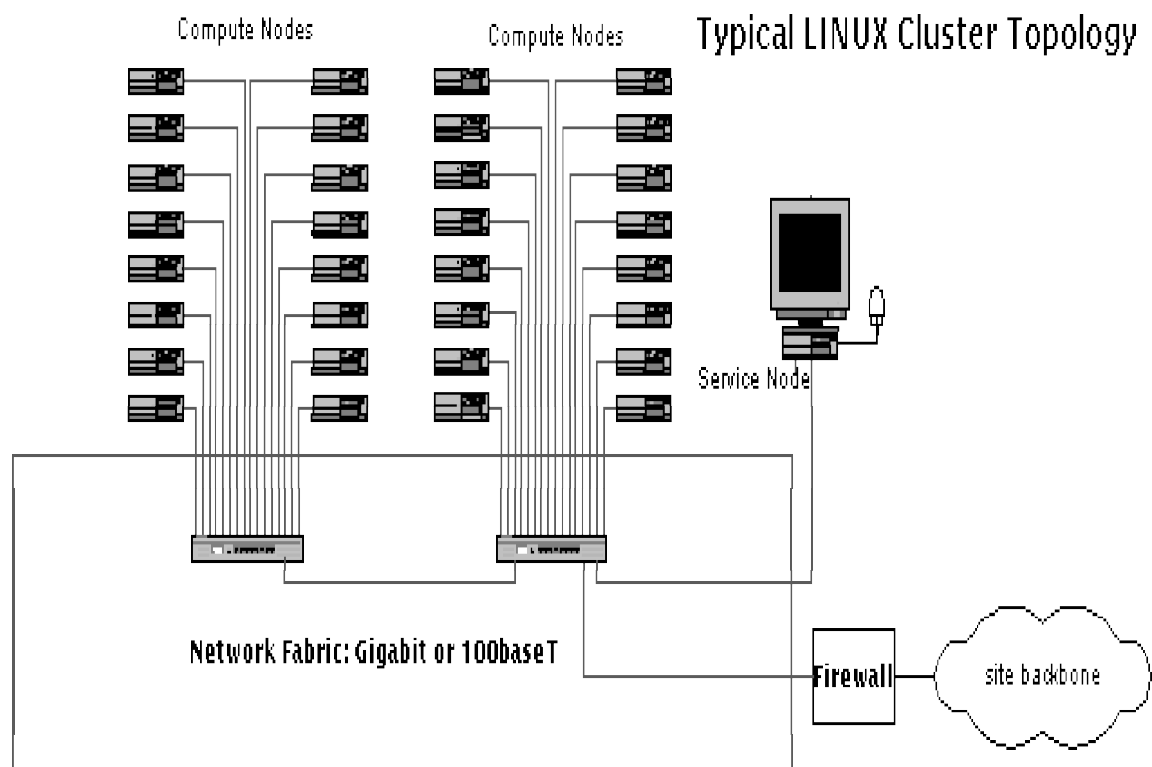 Typical LINUX Cluster Topology
Compute Nodes
Compute Nodes
Service Node
Network Fabric: Gigabit or 100baseT
Firewall
site backbone